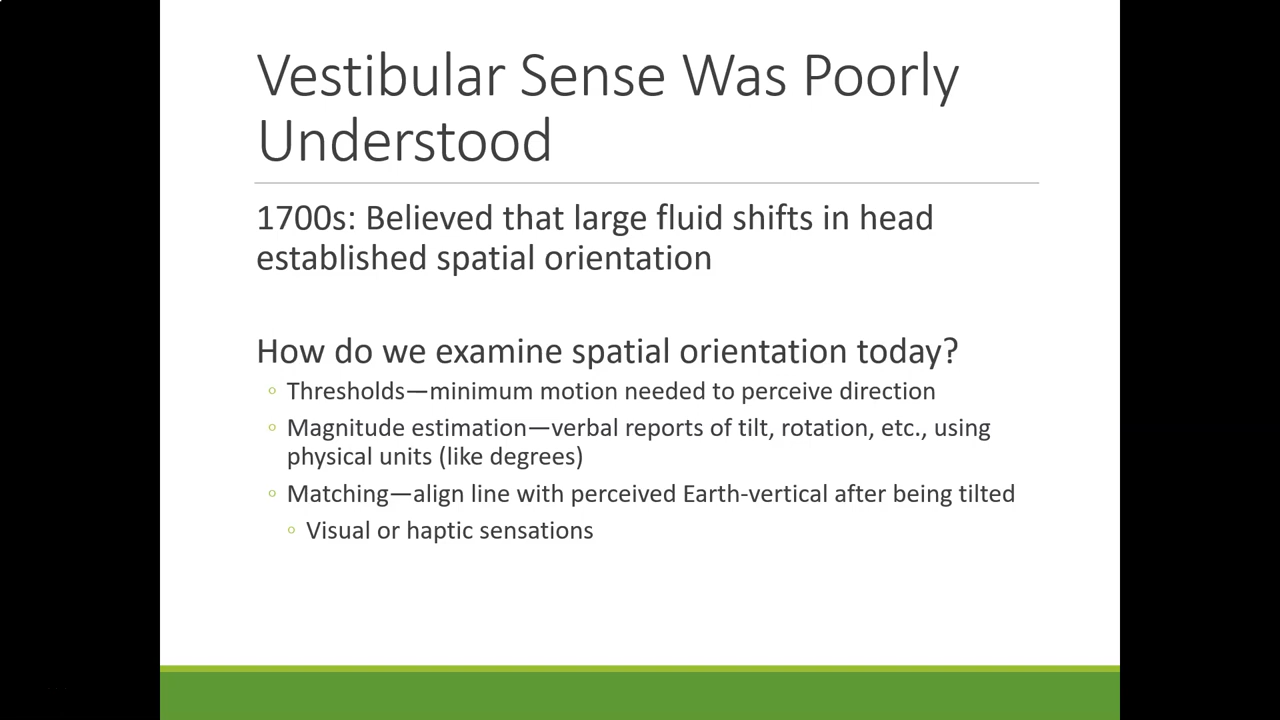 Vestibular Sense Was Poorly
Understood
1700s: Believed that large fluid shifts in head
established spatial orientation
How do we examine spatial orientation today?
◦ Thresholds—minimum motion needed to perceive direction
◦ Magnitude estimation—verbal reports of tilt, rotation, etc., using
physical units (like degrees)
◦ Matching—align line with perceived Earth-vertical after being tilted
◦ Visual or haptic sensations